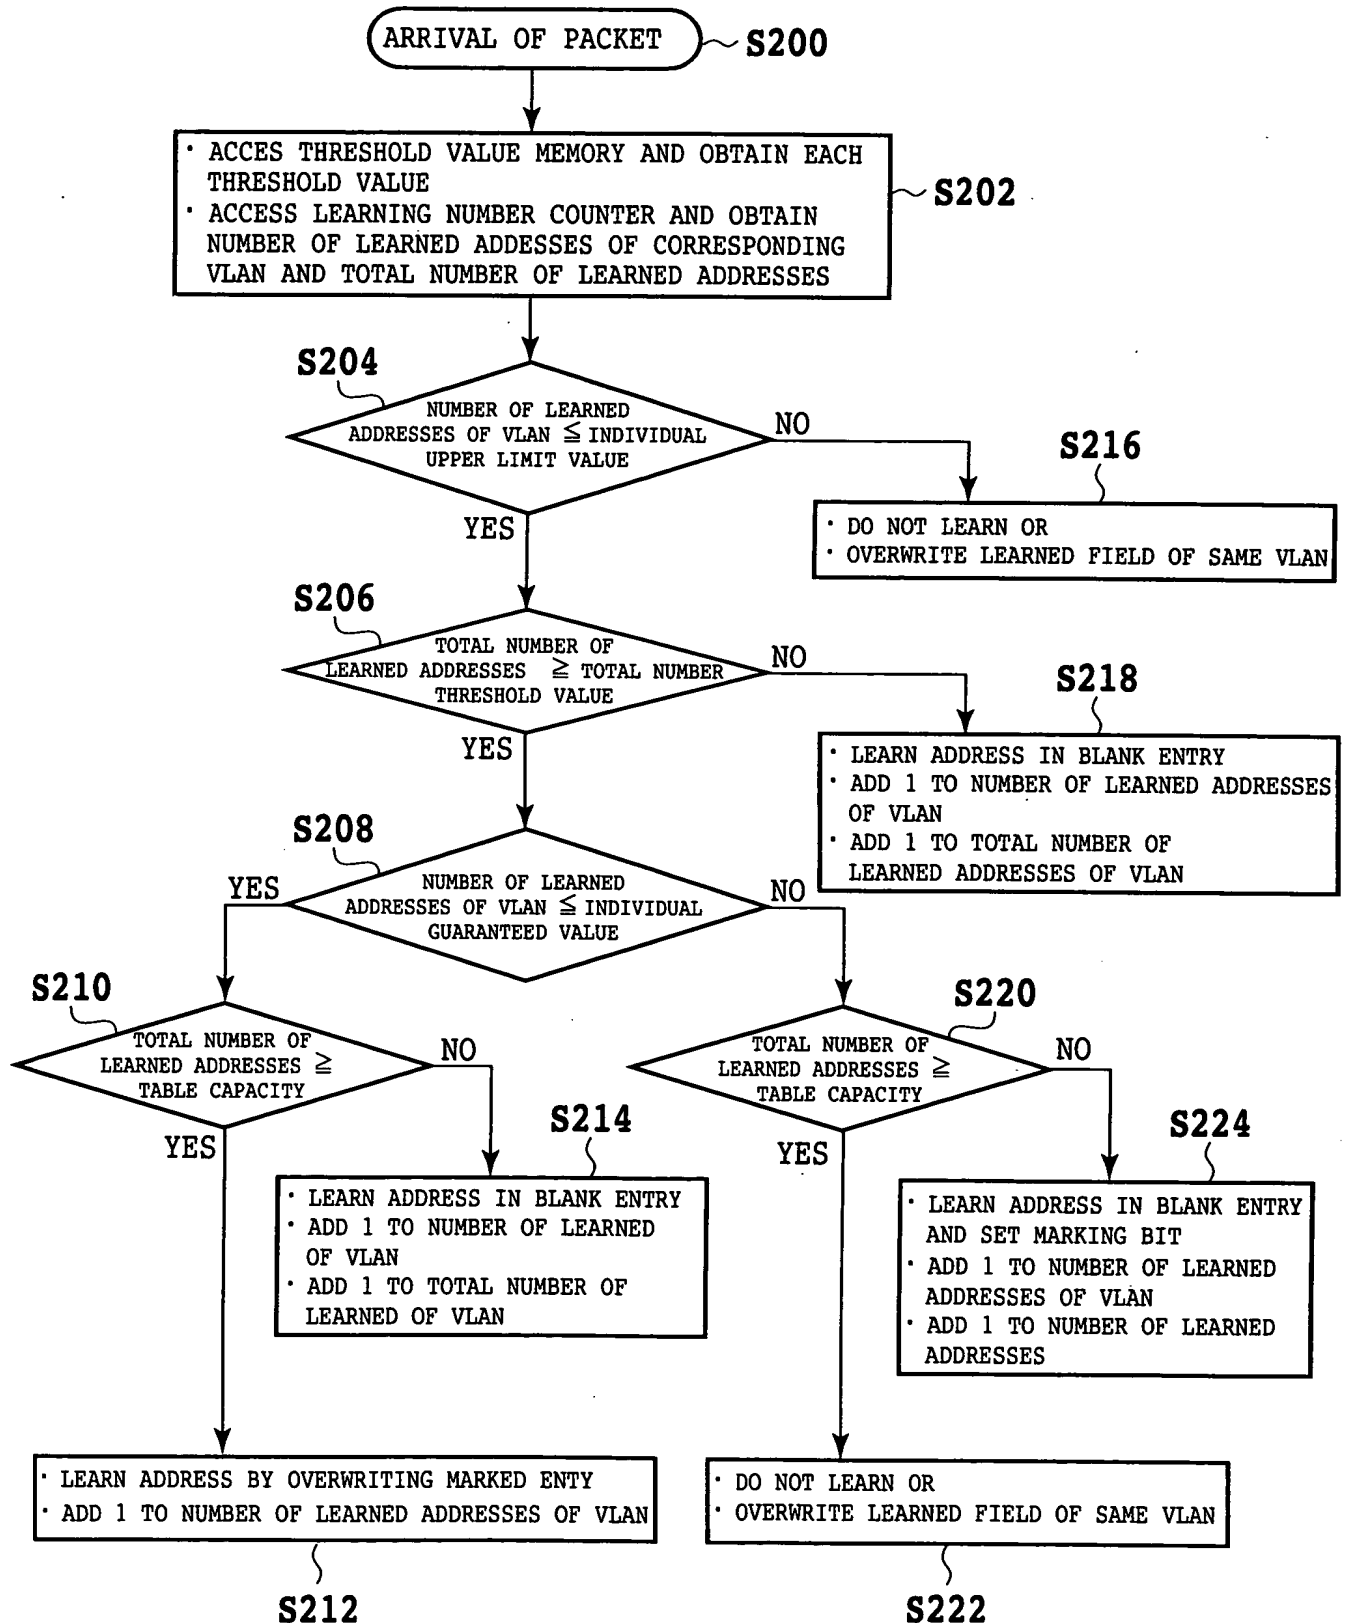 ARRIVAL OF PACKET
S200
· ACCES THRESHOLD VALUE MEMORY AND OBTAIN EACH
THRESHOLD VALUE
· ACCESS LEARNING NUMBER COUNTER AND OBTAIN
NUMBER OF LEARNED ADDESSES OF CORRESPONDING
VLAN AND TOTAL NUMBER OF LEARNED ADDRESSES
S202
S204
NUMBER OF LEARNED
ADDRESSES OF VLAN ≦ INDIVIDUAL
UPPER LIMIT VALUE
NO
YES
S216
· DO NOT LEARN OR
· OVERWRITE LEARNED FIELD OF SAME VLAN
S206
TOTAL NUMBER OF
LEARNED ADDRESSES ≧ TOTAL NUMBER
THRESHOLD VALUE
NO
YES
S218
· LEARN ADDRESS IN BLANK ENTRY
· ADD 1 TO NUMBER OF LEARNED ADDRESSES
OF VLAN
· ADD 1 TO TOTAL NUMBER OF
LEARNED ADDRESSES OF VLAN
S208
NUMBER OF LEARNED
ADDRESSES OF VLAN ≦ INDIVIDUAL
GUARANTEED VALUE
YES
NO
S210
TOTAL NUMBER OF
LEARNED ADDRESSES ≧
TABLE CAPACITY
NO
YES
S220
TOTAL NUMBER OF
LEARNED ADDRESSES ≧
TABLE CAPACITY
NO
YES
S214
· LEARN ADDRESS IN BLANK ENTRY
· ADD 1 TO NUMBER OF LEARNED
OF VLAN
· ADD 1 TO TOTAL NUMBER OF
LEARNED OF VLAN
S224
· LEARN ADDRESS IN BLANK ENTRY
AND SET MARKING BIT
· ADD 1 TO NUMBER OF LEARNED
ADDRESSES OF VLAN
· ADD 1 TO NUMBER OF LEARNED
ADDRESSES
· LEARN ADDRESS BY OVERWRITING MARKED ENTY
· ADD 1 TO NUMBER OF LEARNED ADDRESSES OF VLAN
S212
· DO NOT LEARN OR
· OVERWRITE LEARNED FIELD OF SAME VLAN
S222